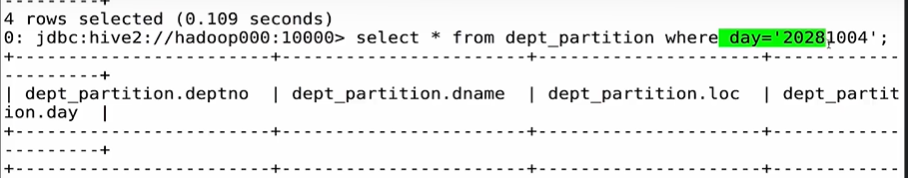 ---------+
4 rows selected (0.109 seconds)
0: jdbc:hive2://hadoop000:10000> select * from dept_partition where day='20281004';
+-----------------------+----------------------+-------------------+------------
---------+
| dept_partition.deptno  | dept_partition.dname  | dept_partition.loc  | dept_partit
ion.day  |
+-----------------------+----------------------+-------------------+------------
---------+
+-----------------------+----------------------+-------------------+------------